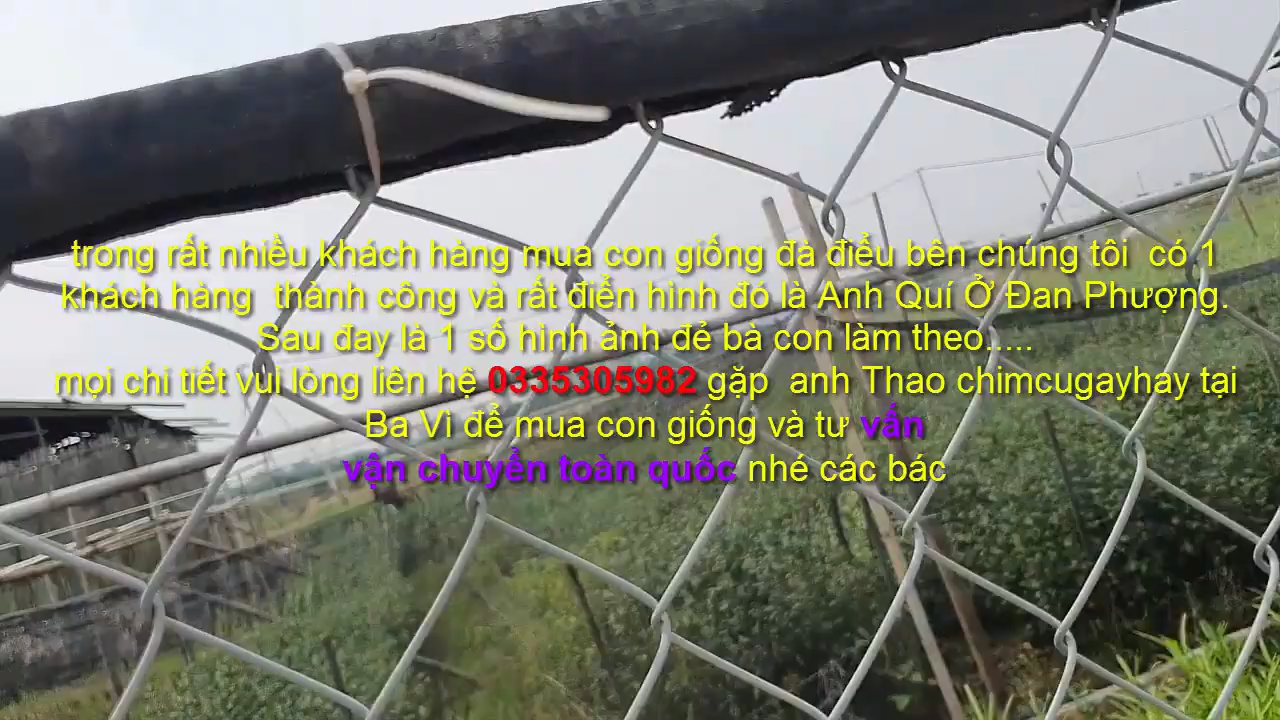 trong rất nhiều khách hàng mua con giống đà điểu bên chúng tôi có 1
khách hàng thành công và rất điển hình đó là Anh Quí Ở Đan Phượng.
Sau đay là 1 số hình ảnh đẻ bà con làm theo.....
mọi chi tiết vui lòng liên hệ 0335305982 gặp anh Thao chimcugayhay tại
Ba Vì để mua con giống và tư vấn
vận chuyển toàn quốc nhé các bác